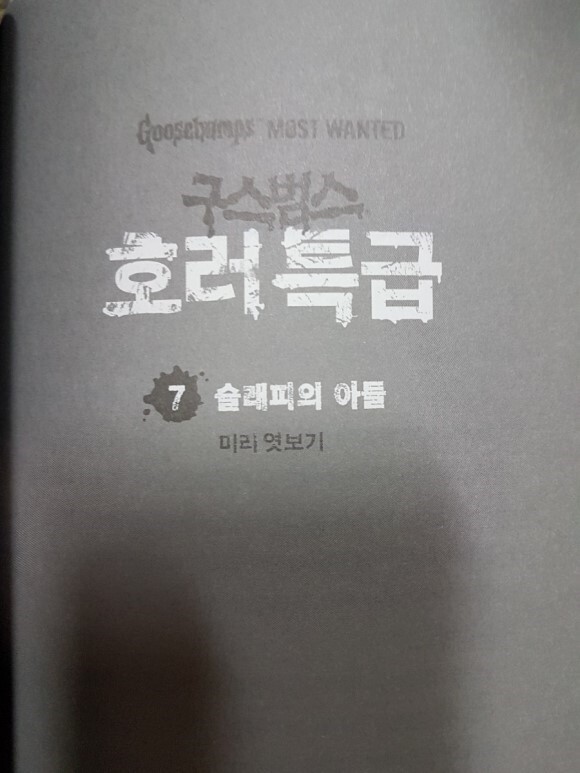 Goosebumps™ MOST WANTED
구스범스
호러 특급
7 슬래피의 아들
미리 엿보기